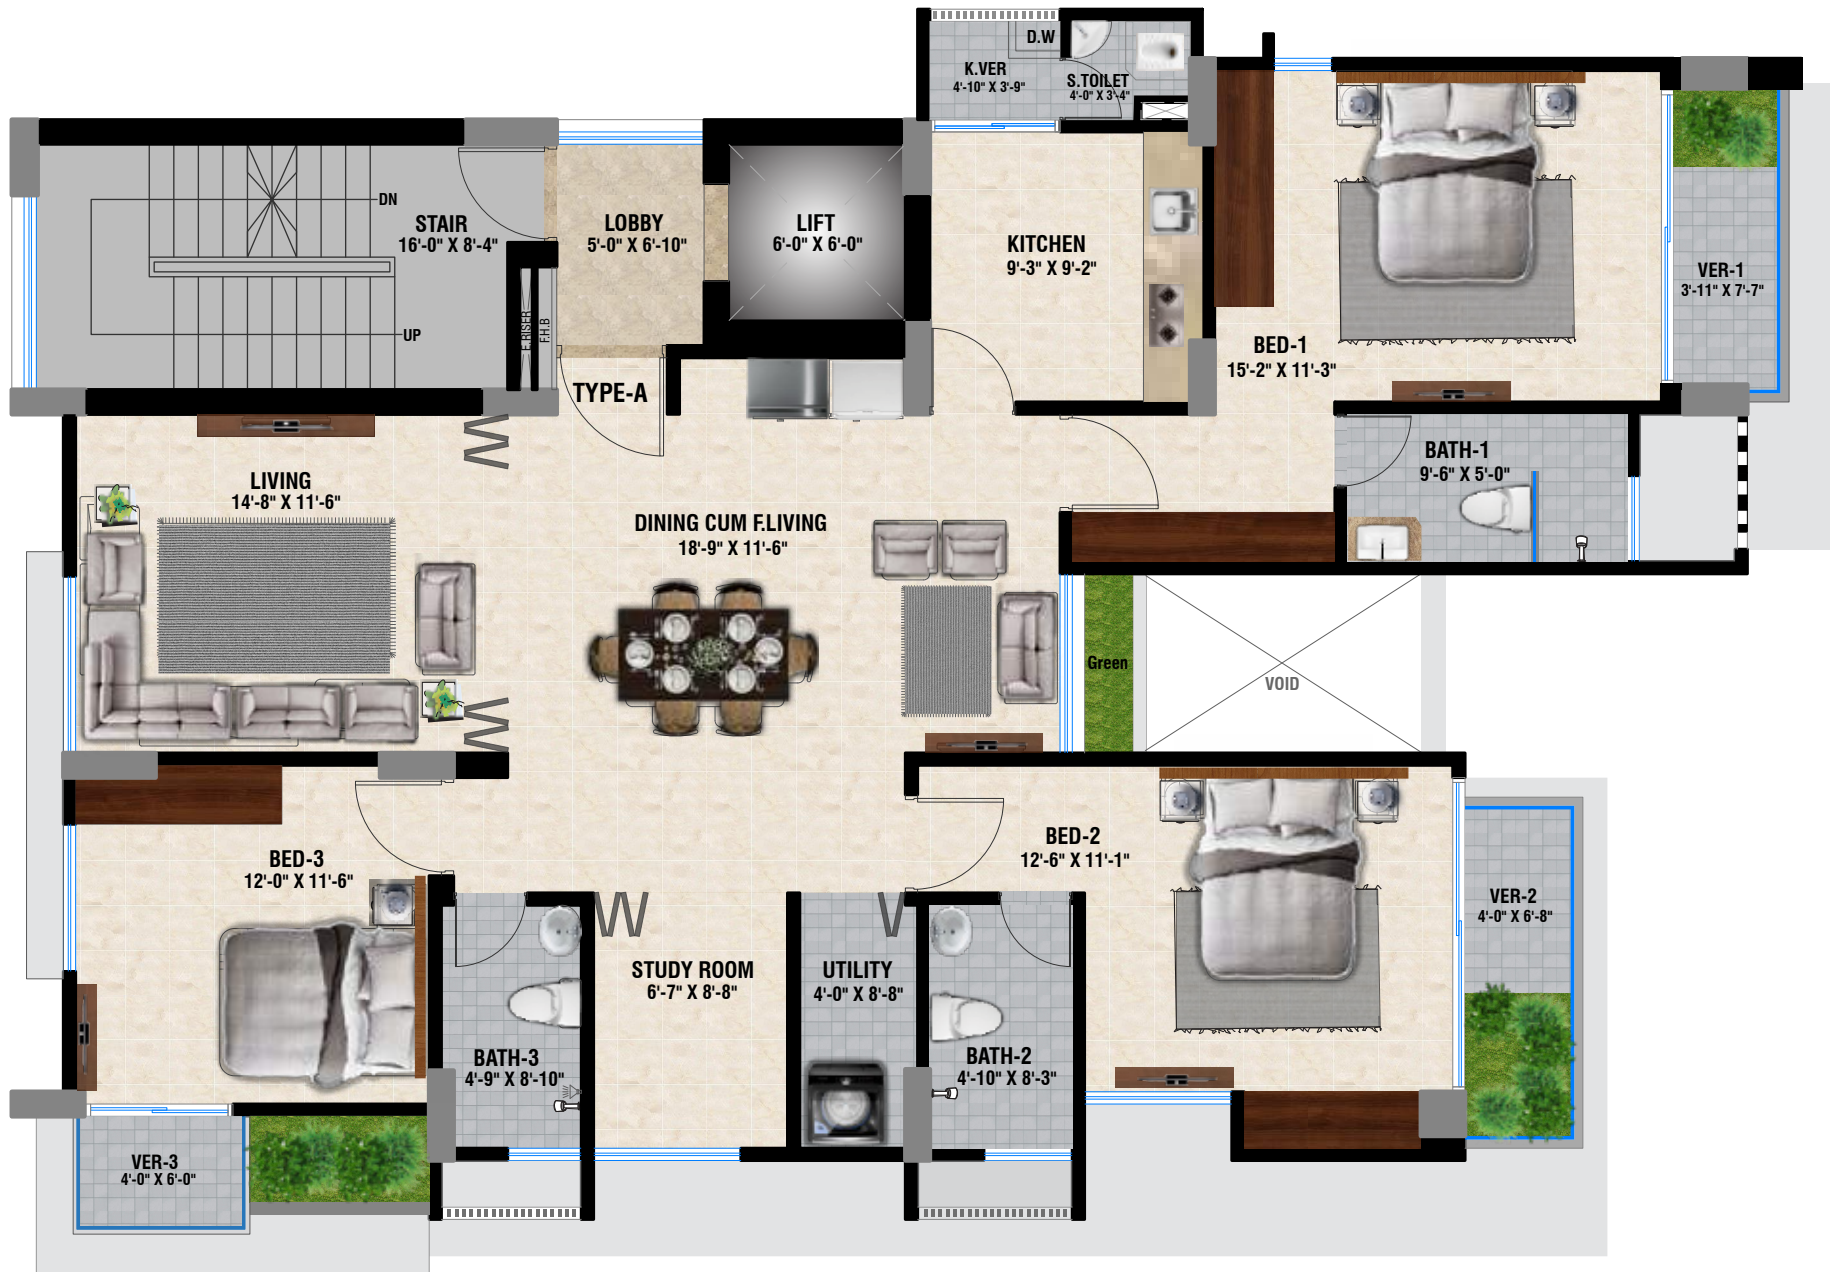 D.W
K.VER
4'-10" X 3'-9"
S.TOILET
4'-0" X 3'-4"
DN
STAIR
16'-0" X 8'-4"
UP
F.RISER
F.H.B
LOBBY
5'-0" X 6'-10"
LIFT
6'-0" X 6'-0"
KITCHEN
9'-3" X 9'-2"
VER-1
3'-11" X 7'-7"
BED-1
15'-2" X 11'-3"
TYPE-A
BATH-1
9'-6" X 5'-0"
LIVING
14'-8" X 11'-6"
DINING CUM F.LIVING
18'-9" X 11'-6"
Green
VOID
BED-2
12'-6" X 11'-1"
BED-3
12'-0" X 11'-6"
VER-2
4'-0" X 6'-8"
STUDY ROOM
6'-7" X 8'-8"
UTILITY
4'-0" X 8'-8"
BATH-3
4'-9" X 8'-10"
BATH-2
4'-10" X 8'-3"
VER-3
4'-0" X 6'-0"